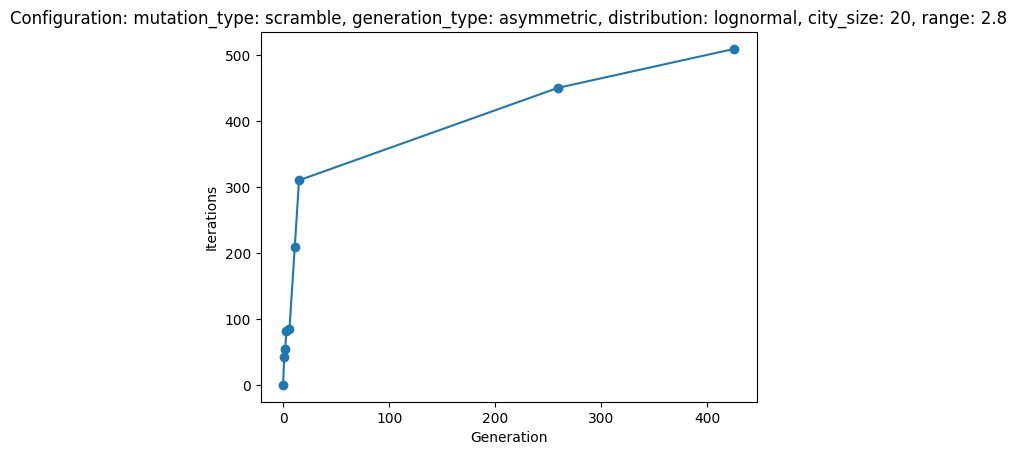 Configuration: mutation_type: scramble, generation_type: asymmetric, distribution: lognormal, city_size: 20, range: 2.8
500
400
300
200
100
0
Iterations
0 100 200 300 400
Generation